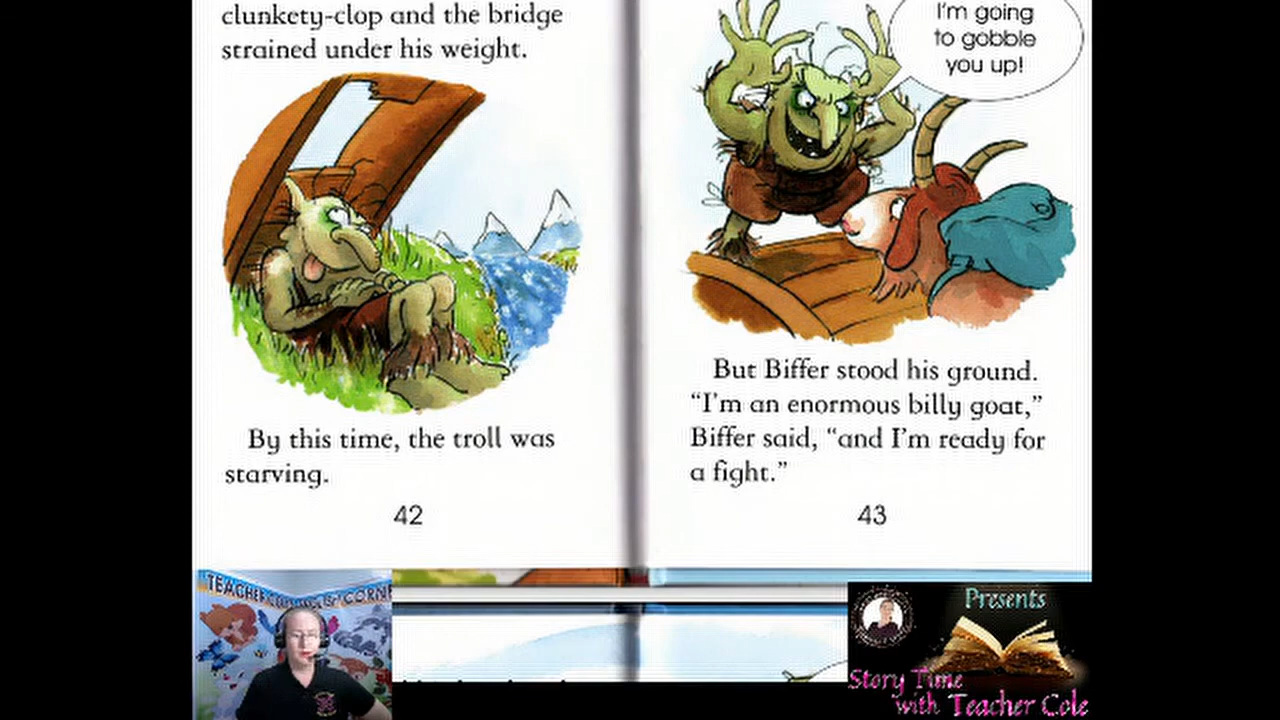 clunkety-clop and the bridge
strained under his weight.
By this time, the troll was
starving.
42
I'm going
to gobble
you up!
But Biffer stood his ground.
“I'm an enormous billy goat,”
Biffer said, “and I'm ready for
a fight.”
43
Presents
Story Time
with Teacher Cole